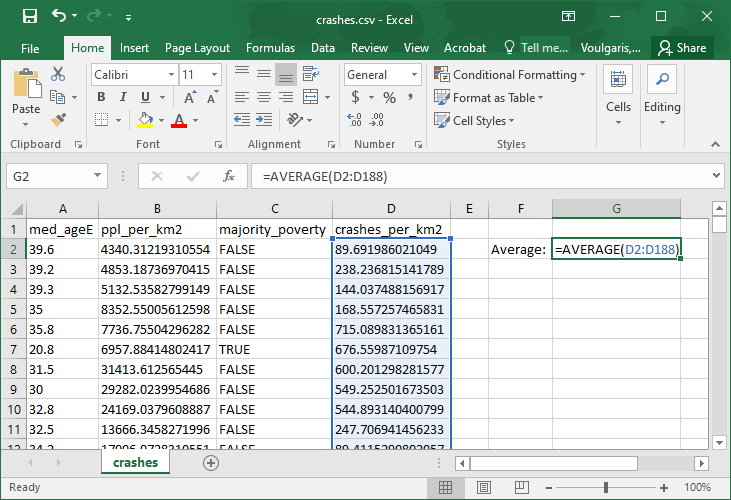 crashes.csv - Excel
File Home Insert Page Layout Formulas Data Review View Acrobat Tell me... Voulgaris,... Share
Paste Calibri 11 General Conditional Formatting Cells Editing
B I U A A $ % , Format as Table
A Cell Styles
Clipboard Font Alignment Number Styles
G2 fx =AVERAGE(D2:D188)
A B C D E F G
1 med_ageE ppl_per_km2 majority_poverty crashes_per_km2
2 39.6 4340.31219310554 FALSE 89.691986021049 Average: =AVERAGE(D2:D188)
3 39.2 4853.18736970415 FALSE 238.236815141789
4 39.3 5132.53582799149 FALSE 144.037488156917
5 35 8352.55005612598 FALSE 168.557257465831
6 35.8 7736.75504296282 FALSE 715.089831365161
7 20.8 6957.88414802417 TRUE 676.55987109754
8 31.5 31413.612565445 FALSE 600.201298281577
9 30 29282.0239954686 FALSE 549.252501673503
10 32.8 24169.0379608887 FALSE 544.893140400799
11 32.5 13666.3458271996 FALSE 247.706941456233
crashes
Ready 100%